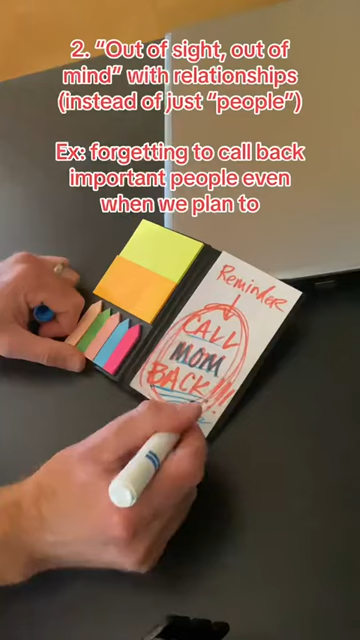 2. “Out of sight, out of
mind” with relationships
(instead of just “people”)
Ex: forgetting to call back
important people even
when we plan to
Reminder
CALL
MOM
BACK!!!